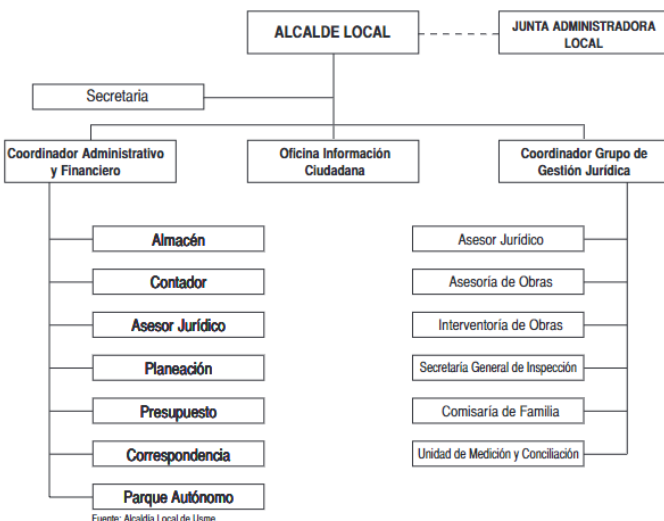 ALCALDE LOCAL
JUNTA ADMINISTRADORA
LOCAL
Secretaria
Coordinador Administrativo
y Financiero
Oficina Información
Ciudadana
Coordinador Grupo de
Gestión Jurídica
Almacén
Contador
Asesor Jurídico
Planeación
Presupuesto
Correspondencia
Parque Autónomo
Asesor Jurídico
Asesoría de Obras
Interventoría de Obras
Secretaría General de Inspección
Comisaría de Familia
Unidad de Medición y Conciliación
Fuente: Alcaldía Local de Usme